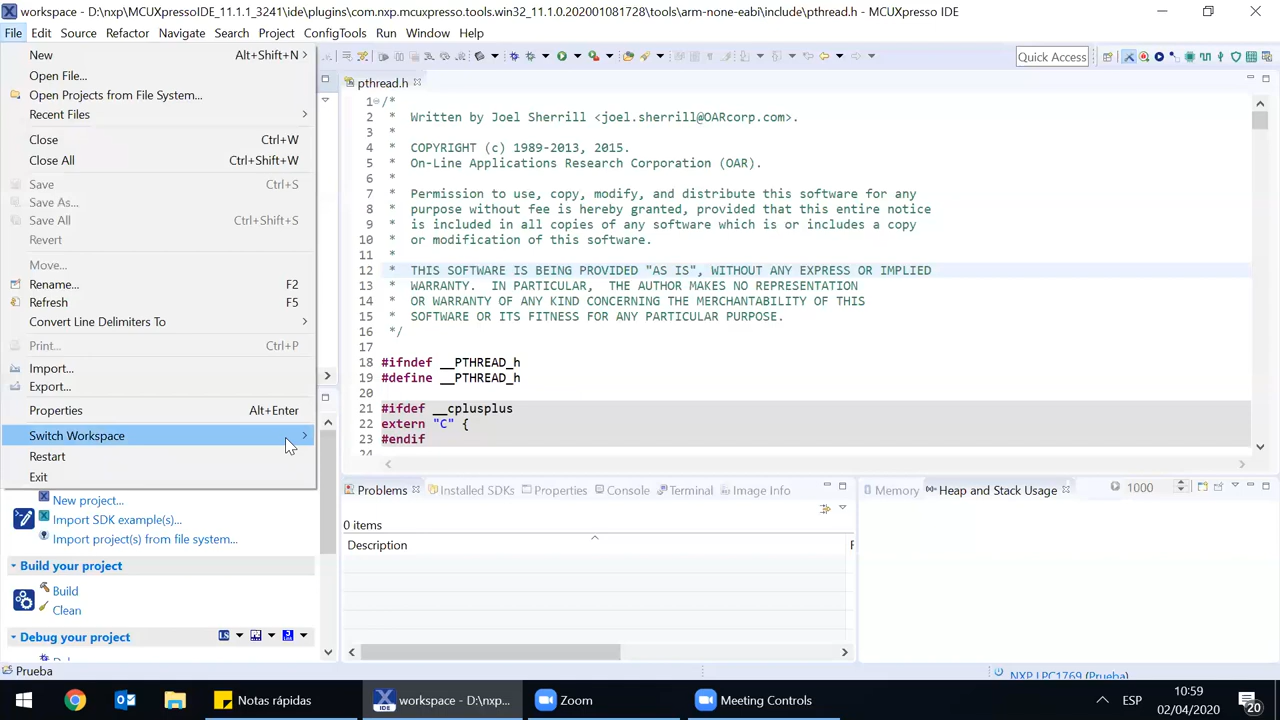 workspace - D:\nxp\MCUXpressoIDE_11.1.1_3241\ide\plugins\com.nxp.mcuxpresso.tools.win32_11.1.0.202001081728\tools\arm-none-eabi\include\pthread.h - MCUXpresso IDE
File Edit Source Refactor Navigate Search Project ConfigTools Run Window Help
Quick Access
New Alt+Shift+N
Open File...
Open Projects from File System...
Recent Files
Close Ctrl+W
Close All Ctrl+Shift+W
Save Ctrl+S
Save As...
Save All Ctrl+Shift+S
Revert
Move...
Rename... F2
Refresh F5
Convert Line Delimiters To
Print... Ctrl+P
Import...
Export...
Properties Alt+Enter
Switch Workspace
Restart
Exit
New project...
Import SDK example(s)...
Import project(s) from file system...
Build your project
Build
Clean
Debug your project
pthread.h
1 /*
2 * Written by Joel Sherrill <joel.sherrill@OARcorp.com>.
3 *
4 * COPYRIGHT (c) 1989-2013, 2015.
5 * On-Line Applications Research Corporation (OAR).
6 *
7 * Permission to use, copy, modify, and distribute this software for any
8 * purpose without fee is hereby granted, provided that this entire notice
9 * is included in all copies of any software which is or includes a copy
10 * or modification of this software.
11 *
12 * THIS SOFTWARE IS BEING PROVIDED "AS IS", WITHOUT ANY EXPRESS OR IMPLIED
13 * WARRANTY. IN PARTICULAR, THE AUTHOR MAKES NO REPRESENTATION
14 * OR WARRANTY OF ANY KIND CONCERNING THE MERCHANTABILITY OF THIS
15 * SOFTWARE OR ITS FITNESS FOR ANY PARTICULAR PURPOSE.
16 */
17
18 #ifndef __PTHREAD_h
19 #define __PTHREAD_h
20
21 #ifdef __cplusplus
22 extern "C" {
23 #endif
Problems Installed SDKs Properties Console Terminal Image Info
0 items
Description
Memory Heap and Stack Usage 1000
Prueba
NXP LPC1769 (Prueba)
Notas rápidas
IDE workspace - D:\nxp...
Zoom
Meeting Controls
ESP
10:59
02/04/2020
20